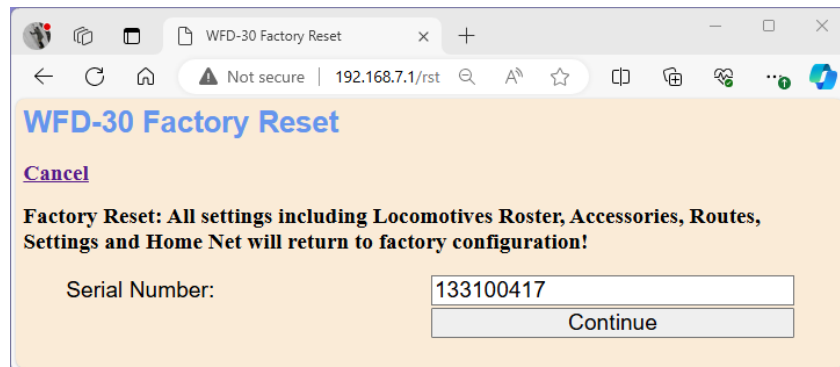 WFD-30 Factory Reset
Not secure | 192.168.7.1/rst
WFD-30 Factory Reset
Cancel
Factory Reset: All settings including Locomotives Roster, Accessories, Routes,
Settings and Home Net will return to factory configuration!
Serial Number: 133100417
Continue